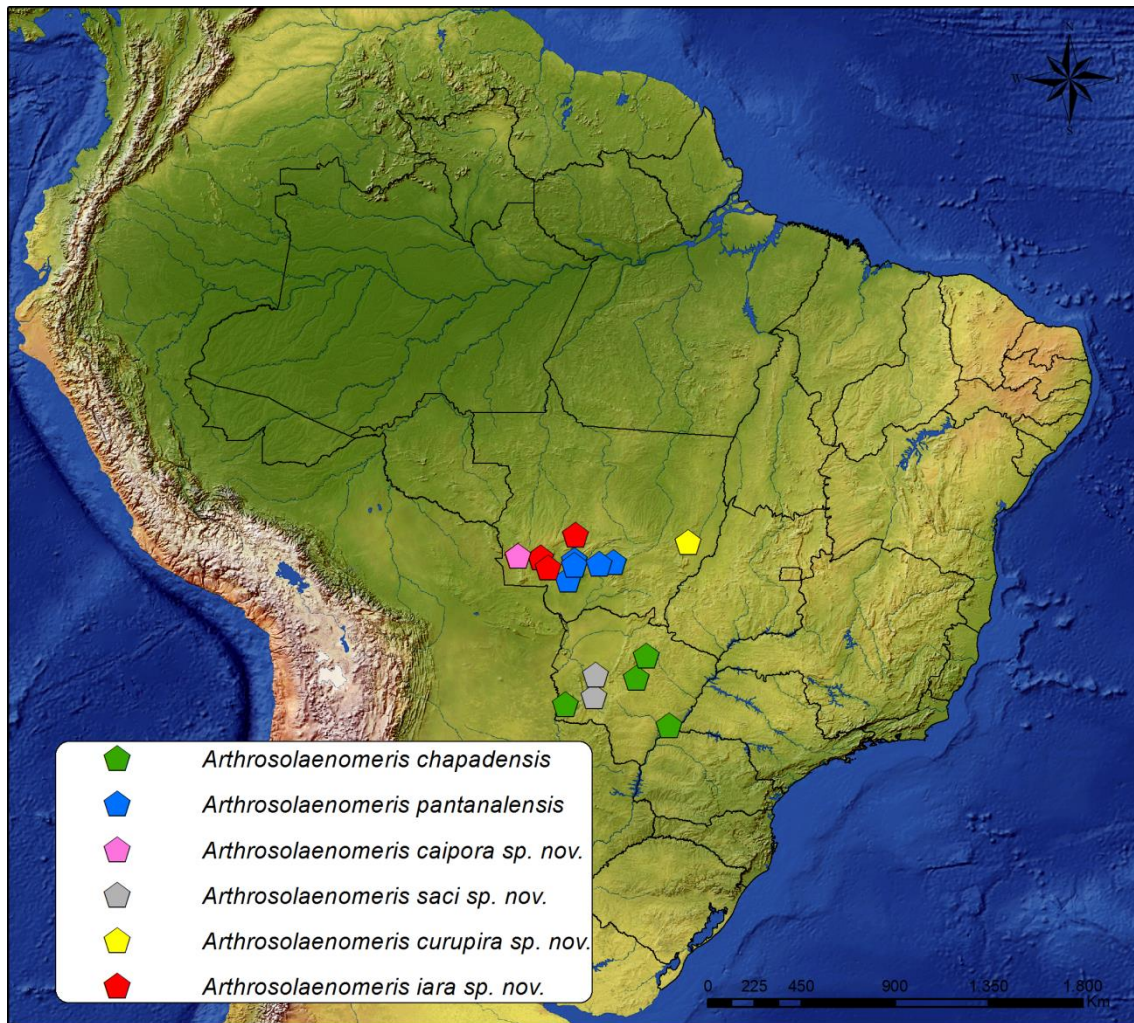 N
W
E
S
Arthrosolaenomeris chapadensis
Arthrosolaenomeris pantanalensis
Arthrosolaenomeris caipora sp. nov.
Arthrosolaenomeris saci sp. nov.
Arthrosolaenomeris curupira sp. nov.
Arthrosolaenomeris iara sp. nov.
0 225 450 900 1.350 1.800
Km